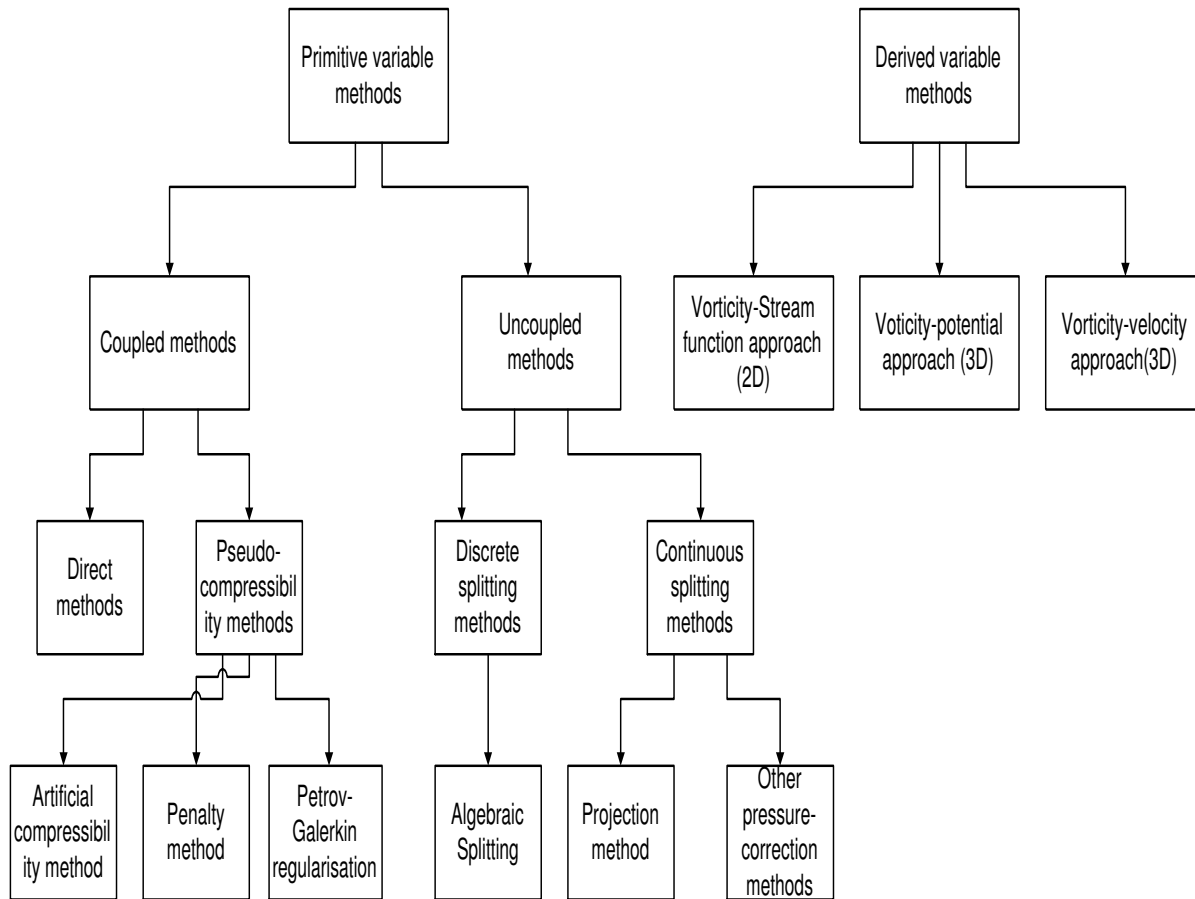 Primitive variable
methods
Derived variable
methods
Coupled methods
Uncoupled
methods
Vorticity-Stream
function approach
(2D)
Voticity-potential
approach (3D)
Vorticity-velocity
approach(3D)
Direct
methods
Pseudo-
compressibil
ity methods
Discrete
splitting
methods
Continuous
splitting
methods
Artificial
compressibil
ity method
Penalty
method
Petrov-
Galerkin
regularisation
Algebraic
Splitting
Projection
method
Other
pressure-
correction
methods